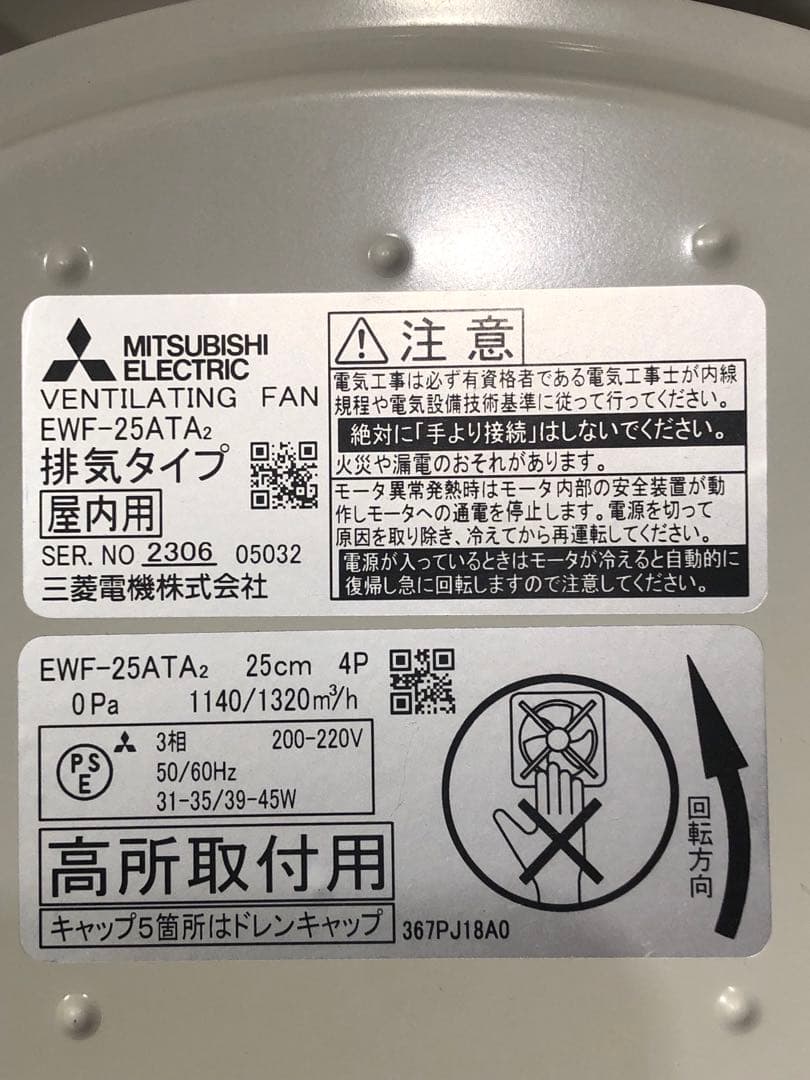 MITSUBISHI
ELECTRIC
VENTILATING FAN
EWF-25ATA₂
排気タイプ
屋内用
SER. NO 2306 05032
三菱電機株式会社
注意
電気工事は必ず有資格者である電気工事士が内線
規程や電気設備技術基準に従って行ってください。
絶対に「手より接続」はしないでください。
火災や漏電のおそれがあります。
モータ異常発熱時はモータ内部の安全装置が動
作しモータへの通電を停止します。電源を切って
原因を取り除き、冷えてから再運転してください。
電源が入っているときはモータが冷えると自動的に
復帰し急に回転しますので注意してください。
EWF-25ATA₂ 25cm 4P
0Pa 1140/1320m³/h
PSE
3相 200-220V
50/60Hz
31-35/39-45W
高所取付用
キャップ5箇所はドレンキャップ
367PJ18A0
回転方向